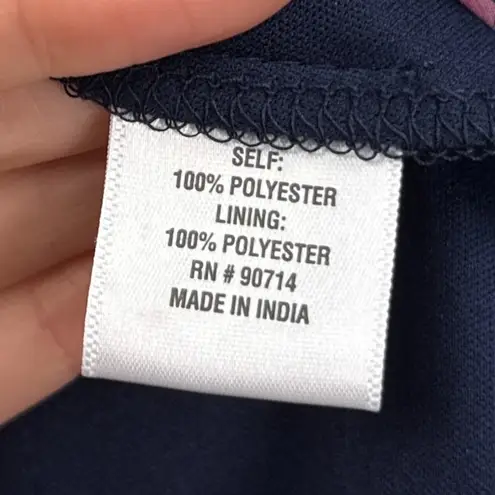 SELF:
100% POLYESTER
LINING:
100% POLYESTER
RN # 90714
MADE IN INDIA